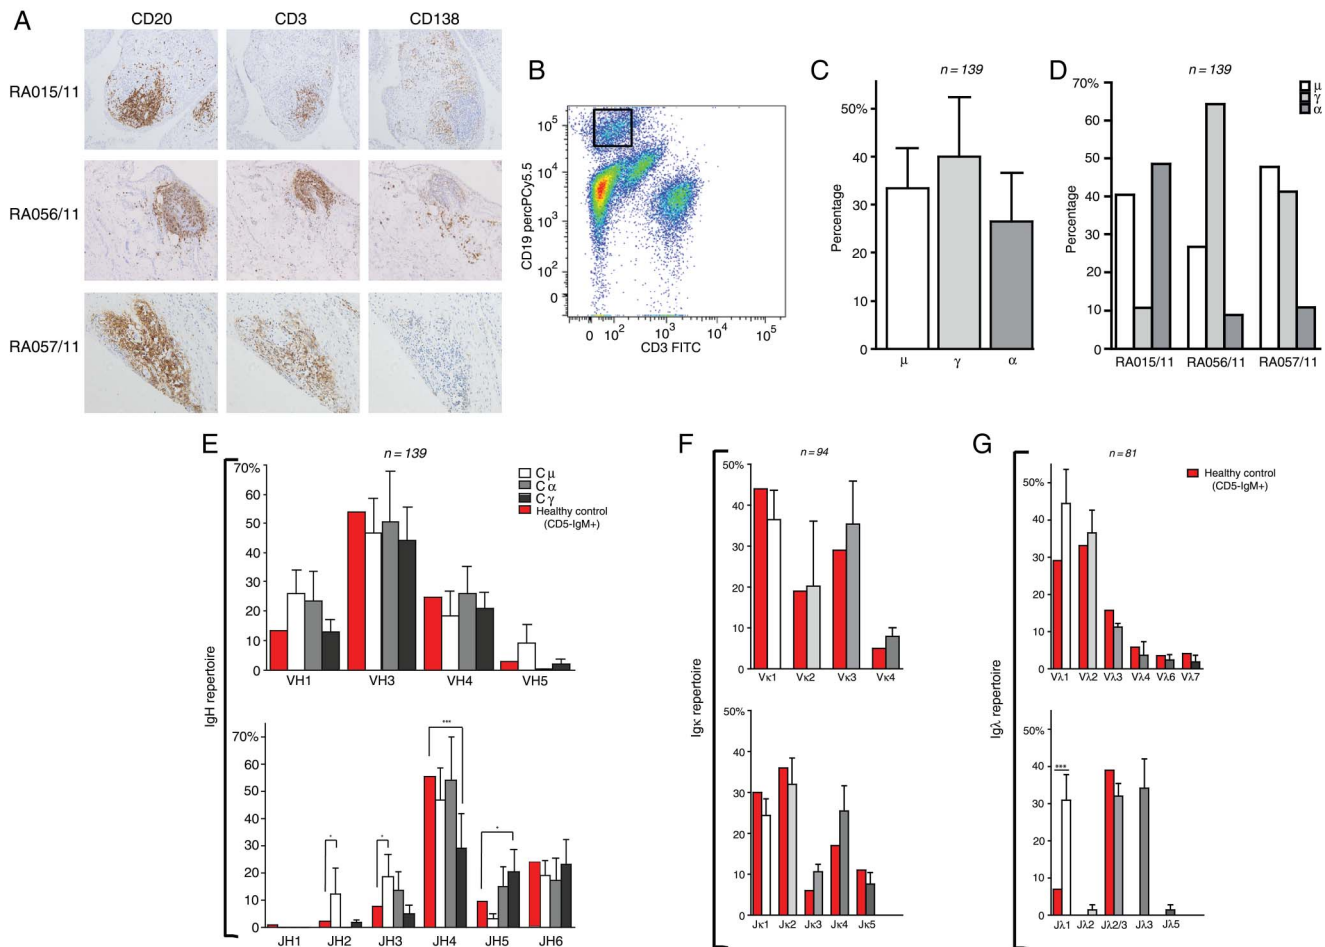 A
CD20 CD3 CD138
RA015/11
RA056/11
RA057/11
B
CD19 percPCy5.5
10^5
10^4
10^3
10^2
0
0 10^2 10^3 10^4 10^5
CD3 FITC
C
n = 139
Percentage
50%
40
30
20
10
0
μ γ α
D
n = 139
μ
γ
α
Percentage
70%
60
50
40
30
20
10
0
RA015/11 RA056/11 RA057/11
E
n = 139
IgH repertoire
C μ
C α
C γ
Healthy control
(CD5-IgM+)
70%
60
50
40
30
20
10
0
VH1 VH3 VH4 VH5
70%
60
50
40
30
20
10
0
* * *** *
JH1 JH2 JH3 JH4 JH5 JH6
F
n = 94
Igκ repertoire
50%
40
30
20
10
0
Vκ1 Vκ2 Vκ3 Vκ4
50%
40
30
20
10
0
Jκ1 Jκ2 Jκ3 Jκ4 Jκ5
G
n = 81
Igλ repertoire
Healthy control
(CD5-IgM+)
50%
40
30
20
10
0
Vλ1 Vλ2 Vλ3 Vλ4 Vλ6 Vλ7
50%
40
30
20
10
0
***
Jλ1 Jλ2 Jλ2/3 Jλ3 Jλ5